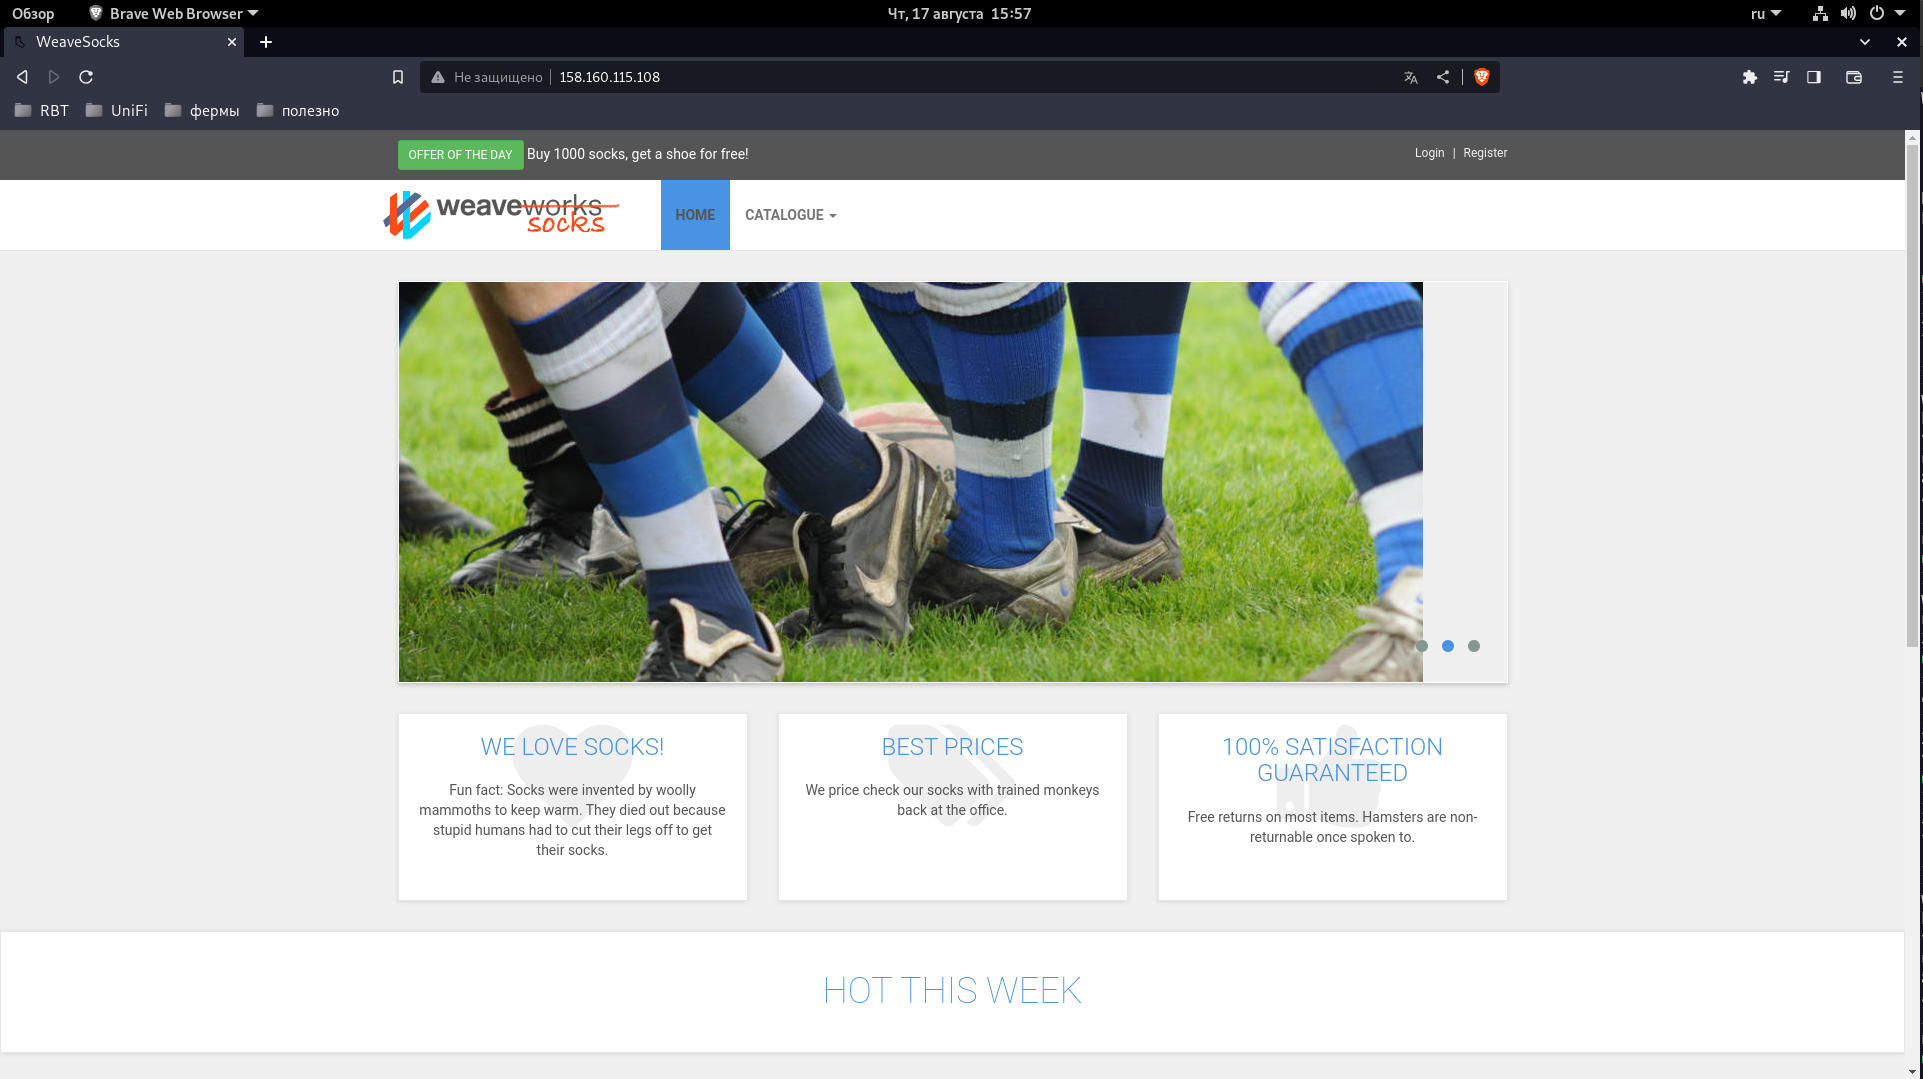 Обзор
Brave Web Browser
Чт, 17 августа 15:57
ru
WeaveSocks
Не защищено
158.160.115.108
RBT
UniFi
фермы
полезно
OFFER OF THE DAY Buy 1000 socks, get a shoe for free!
Login | Register
weaveworks
socks
HOME
CATALOGUE
WE LOVE SOCKS!
Fun fact: Socks were invented by woolly
mammoths to keep warm. They died out because
stupid humans had to cut their legs off to get
their socks.
BEST PRICES
We price check our socks with trained monkeys
back at the office.
100% SATISFACTION
GUARANTEED
Free returns on most items. Hamsters are non-
returnable once spoken to.
HOT THIS WEEK